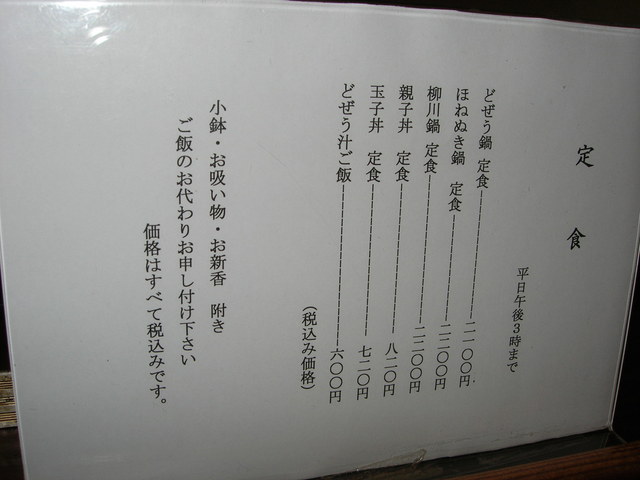 定食
平日午後3時まで
どぜう鍋 定食 二一〇〇円
ほねぬき鍋 定食 二二〇〇円
柳川鍋 定食 二二〇〇円
親子丼 定食 八二〇円
玉子丼 定食 七二〇円
どぜう汁ご飯 六〇〇円
(税込み価格)
小鉢・お吸い物・お新香 附き
ご飯のお代わりお申し付け下さい
価格はすべて税込みです。